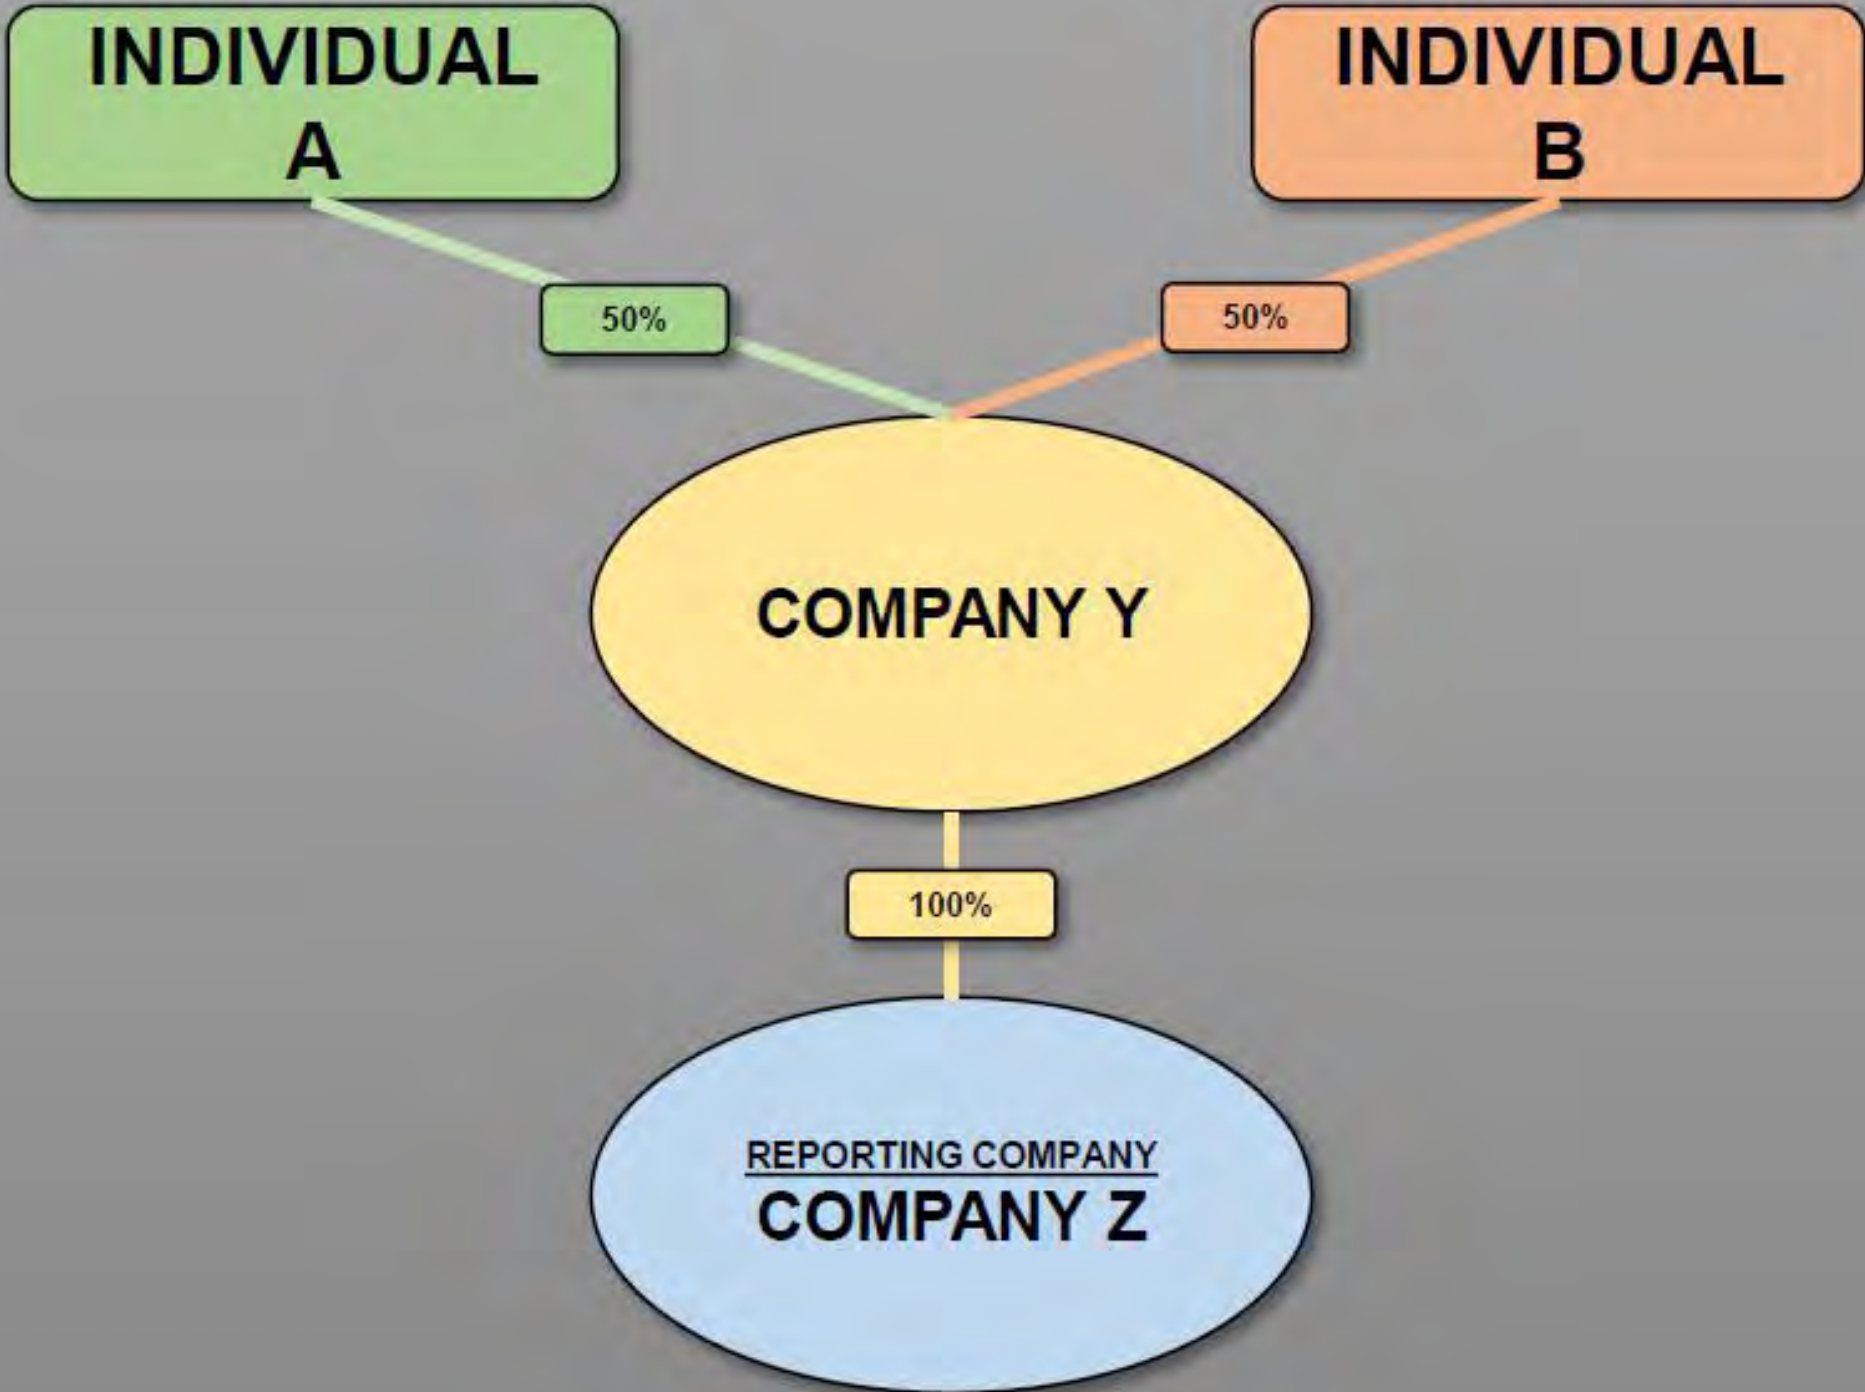 INDIVIDUAL
A
INDIVIDUAL
B
50%
50%
COMPANY Y
100%
REPORTING COMPANY
COMPANY Z